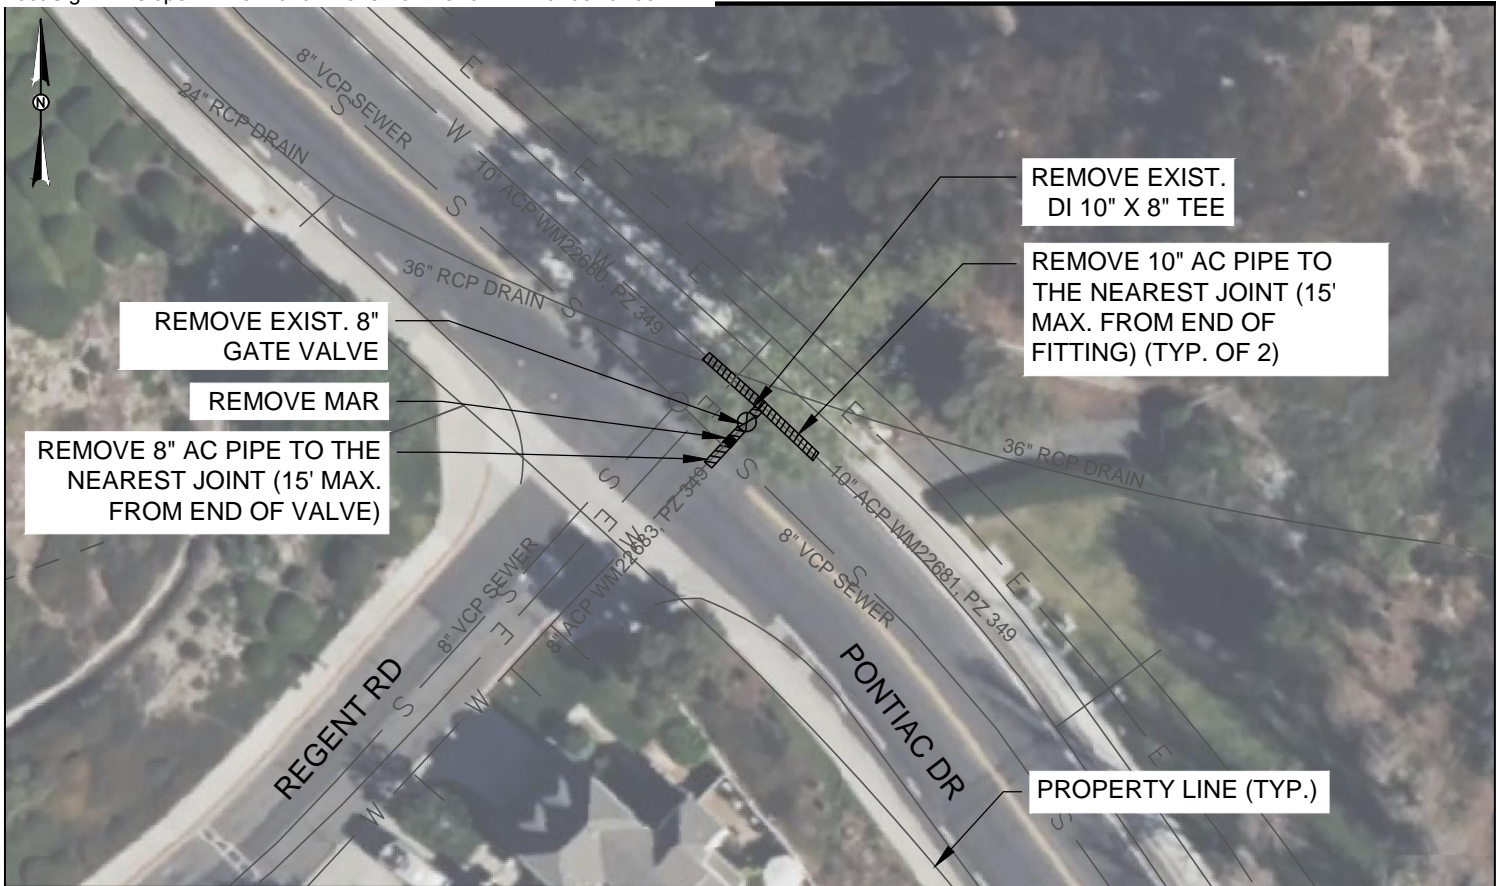 N
8" VCP SEWER
24" RCP DRAIN
10" ACP WM22680, PZ 349
36" RCP DRAIN
REMOVE EXIST.
DI 10" X 8" TEE
REMOVE 10" AC PIPE TO
THE NEAREST JOINT (15'
MAX. FROM END OF
FITTING) (TYP. OF 2)
REMOVE EXIST. 8"
GATE VALVE
REMOVE MAR
REMOVE 8" AC PIPE TO THE
NEAREST JOINT (15' MAX.
FROM END OF VALVE)
36" RCP DRAIN
10" ACP WM22681, PZ 349
8" VCP SEWER
8" VCP SEWER
8" ACP WM22683, PZ 349
REGENT RD
PONTIAC DR
PROPERTY LINE (TYP.)
E
E
E
E
E
E
E
E
E
W
W
W
W
W
S
S
S
S
S
S
S
S
S